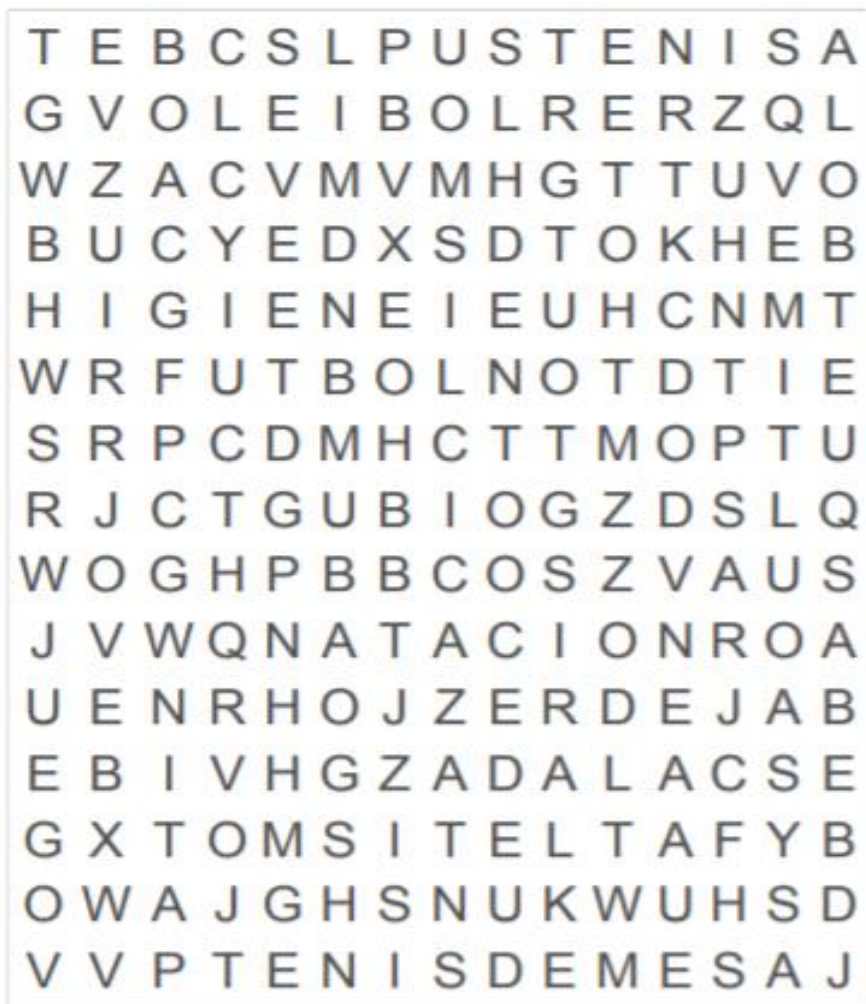 T E B C S L P U S T E N I S A
G V O L E I B O L R E R Z Q L
W Z A C V M V M H G T T U V O
B U C Y E D X S D T O K H E B
H I G I E N E I E U H C N M T
W R F U T B O L N O T D T I E
S R P C D M H C T T M O P T U
R J C T G U B I O G Z D S L Q
W O G H P B B C O S Z V A U S
J V W Q N A T A C I O N R O A
U E N R H O J Z E R D E J A B
E B I V H G Z A D A L A C S E
G X T O M S I T E L T A F Y B
O W A J G H S N U K W U H S D
V V P T E N I S D E M E S A J